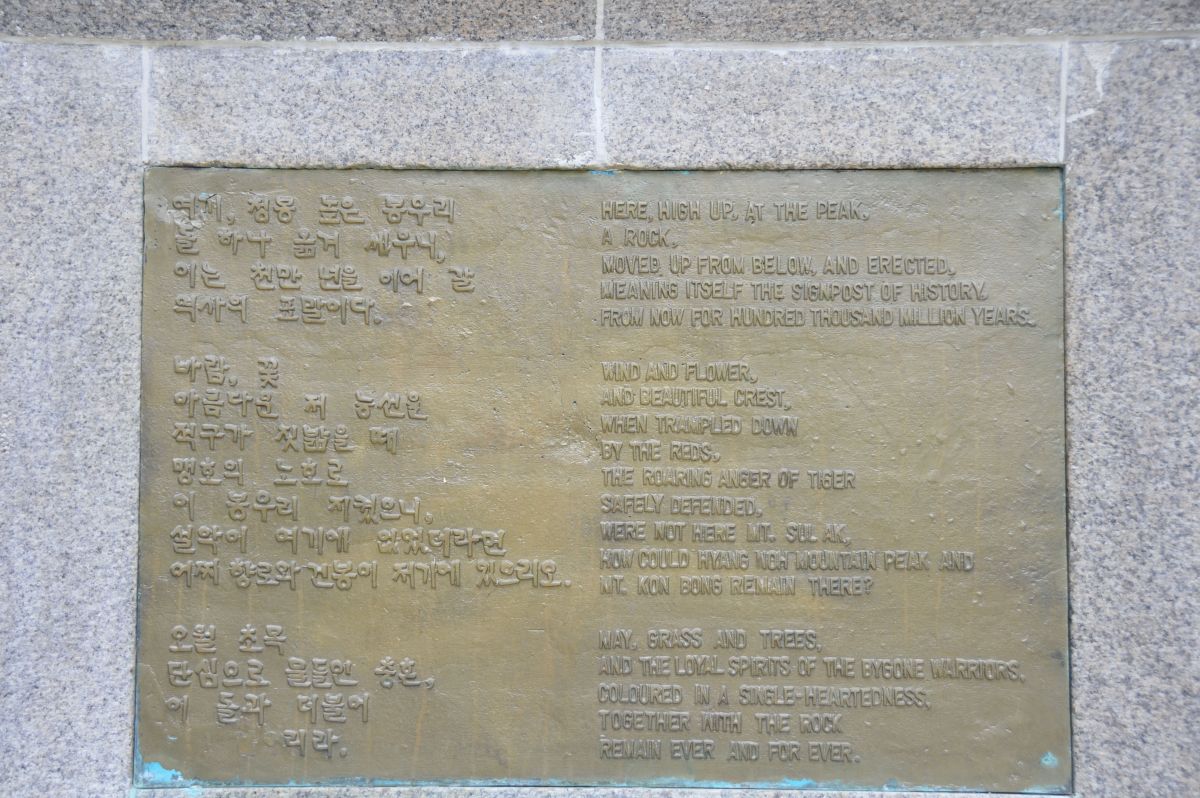 여기, 청봉 높은 봉우리
돌 하나 옮겨 세우니,
이는 천만 년을 이어 갈
역사의 표말이다.
바람, 꽃
아름다운 저 능선을
적구가 짓밟을 때
맹호의 노호로
이 봉우리 지켰으니,
설악이 여기에 없었더라면
어찌 향로와 건봉이 저기에 있으리오.
오월 초목
단심으로 물들인 충혼,
이 돌과 더불어
리라.
HERE, HIGH UP, AT THE PEAK,
A ROCK,
MOVED UP FROM BELOW, AND ERECTED,
MEANING ITSELF THE SIGNPOST OF HISTORY,
FROM NOW FOR HUNDRED THOUSAND MILLION YEARS.
WIND AND FLOWER,
AND BEAUTIFUL CREST,
WHEN TRAMPLED DOWN
BY THE REDS,
THE ROARING ANGER OF TIGER
SAFELY DEFENDED,
WERE NOT HERE MT. SUL AK,
HOW COULD HYANG NOH MOUNTAIN PEAK AND
MT. KON BONG REMAIN THERE?
MAY, GRASS AND TREES,
AND THE LOYAL SPIRITS OF THE BYGONE WARRIORS,
COLOURED IN A SINGLE-HEARTEDNESS,
TOGETHER WITH THE ROCK
REMAIN EVER AND FOR EVER.